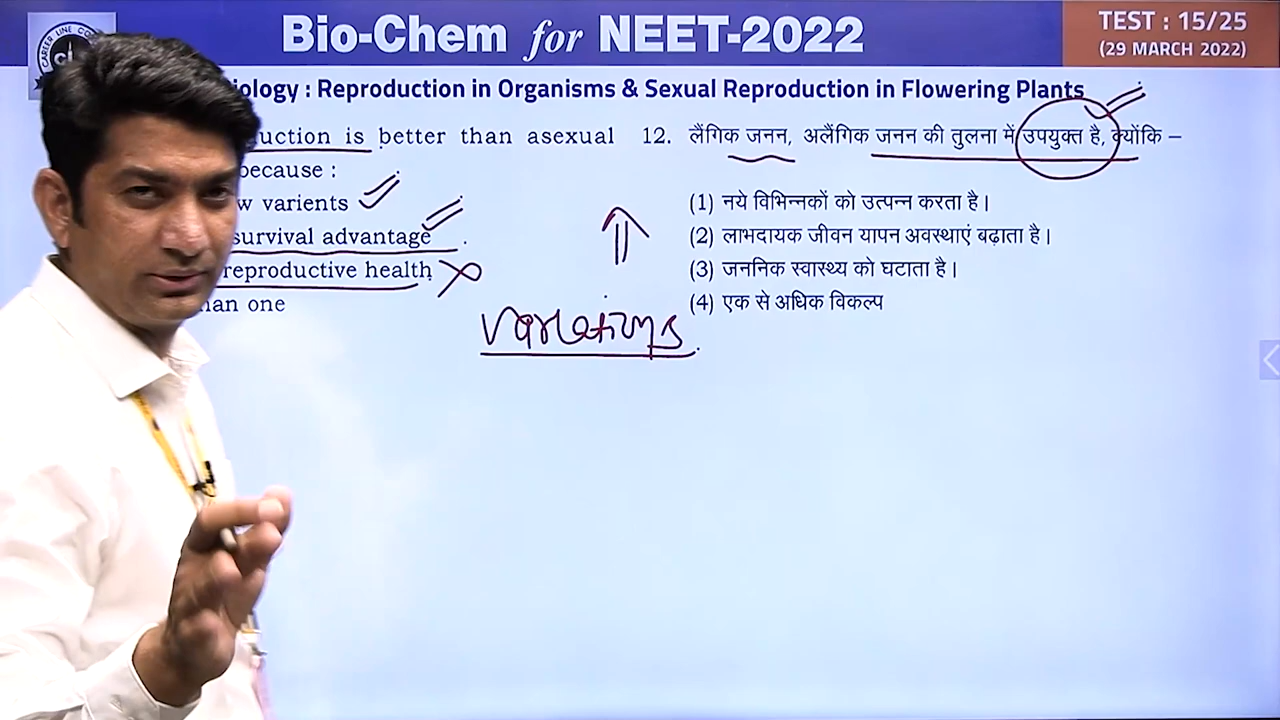 Bio-Chem for NEET-2022
TEST : 15/25
(29 MARCH 2022)
iology : Reproduction in Organisms & Sexual Reproduction in Flowering Plants
uction is better than asexual
because :
w varients
survival advantage
reproductive health
han one
12. लैंगिक जनन, अलैंगिक जनन की तुलना में उपयुक्त है, क्योंकि –
(1) नये विभिन्नकों को उत्पन्न करता है।
(2) लाभदायक जीवन यापन अवस्थाएं बढ़ाता है।
(3) जननिक स्वास्थ्य को घटाता है।
(4) एक से अधिक विकल्प
variations